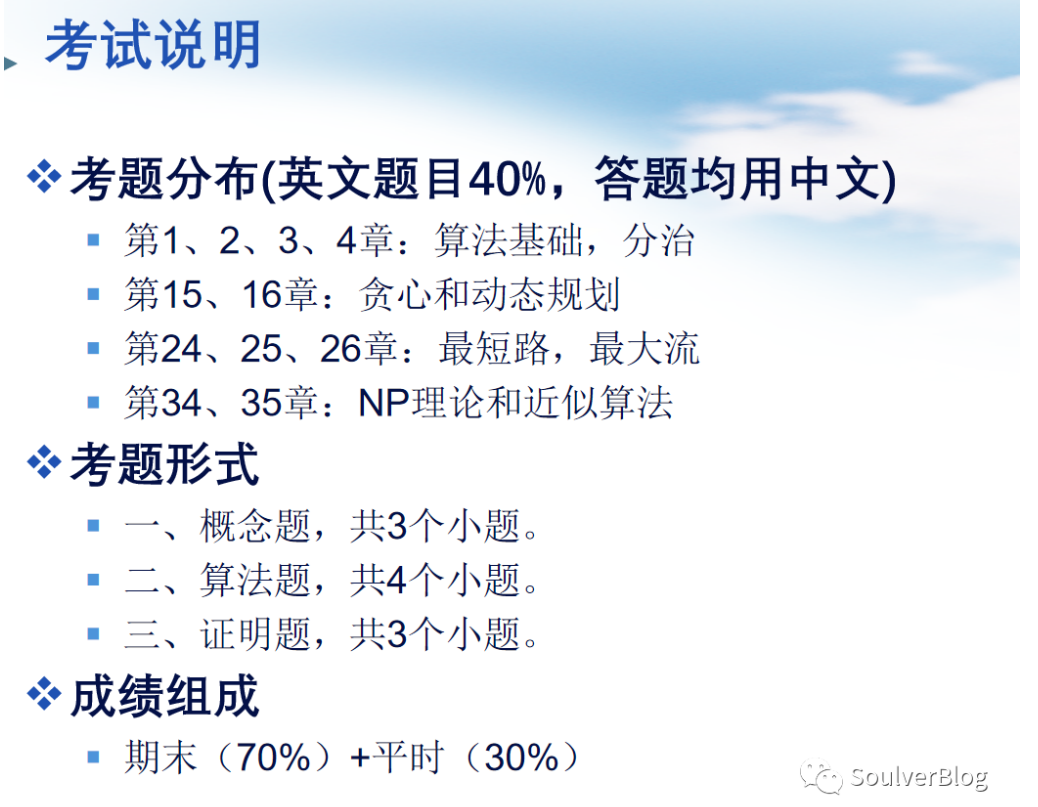 考试说明
考题分布(英文题目40%，答题均用中文)
第1、2、3、4章：算法基础，分治
第15、16章：贪心和动态规划
第24、25、26章：最短路，最大流
第34、35章：NP理论和近似算法
考题形式
一、概念题，共3个小题。
二、算法题，共4个小题。
三、证明题，共3个小题。
成绩组成
期末（70%）+平时（30%）
SoulverBlog